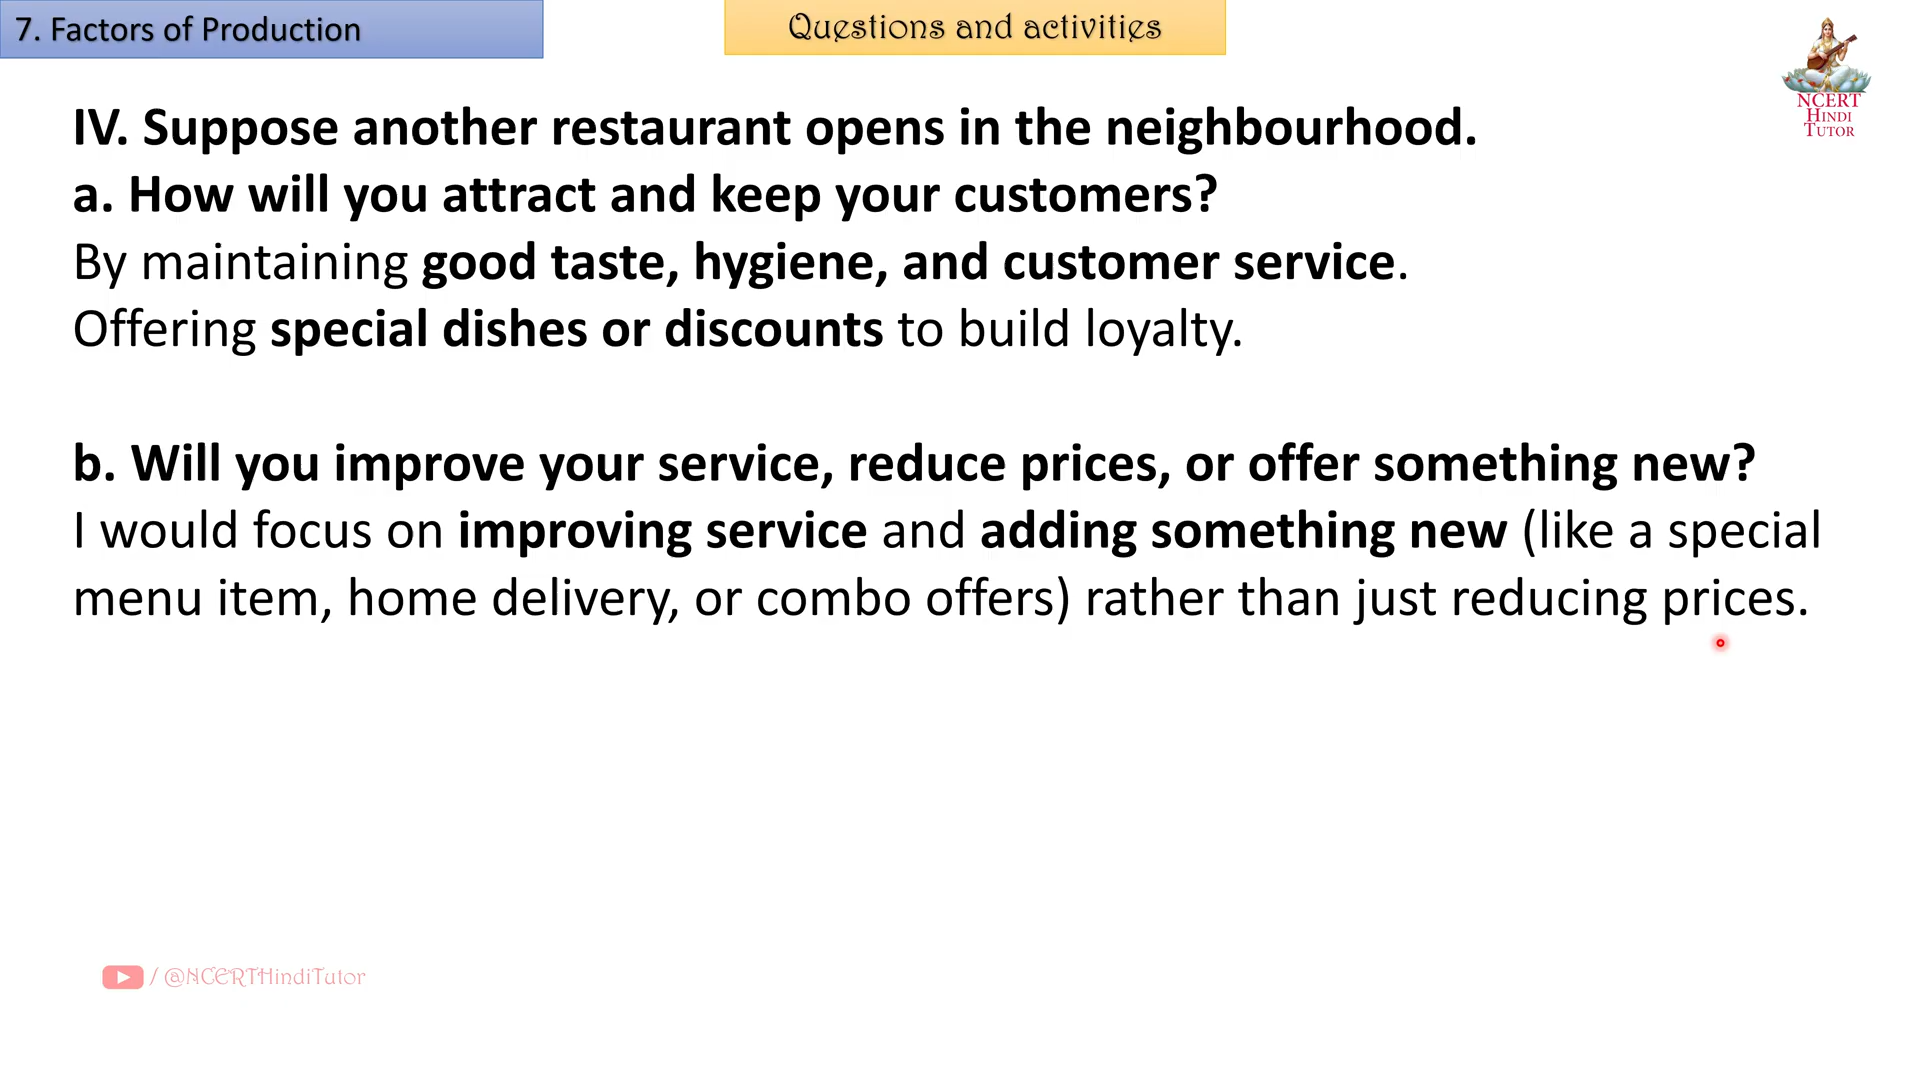 7. Factors of Production
Questions and activities
NCERT
HINDI
TUTOR
IV. Suppose another restaurant opens in the neighbourhood.
a. How will you attract and keep your customers?
By maintaining good taste, hygiene, and customer service.
Offering special dishes or discounts to build loyalty.
b. Will you improve your service, reduce prices, or offer something new?
I would focus on improving service and adding something new (like a special
menu item, home delivery, or combo offers) rather than just reducing prices.
/ @NCERTHindiTutor